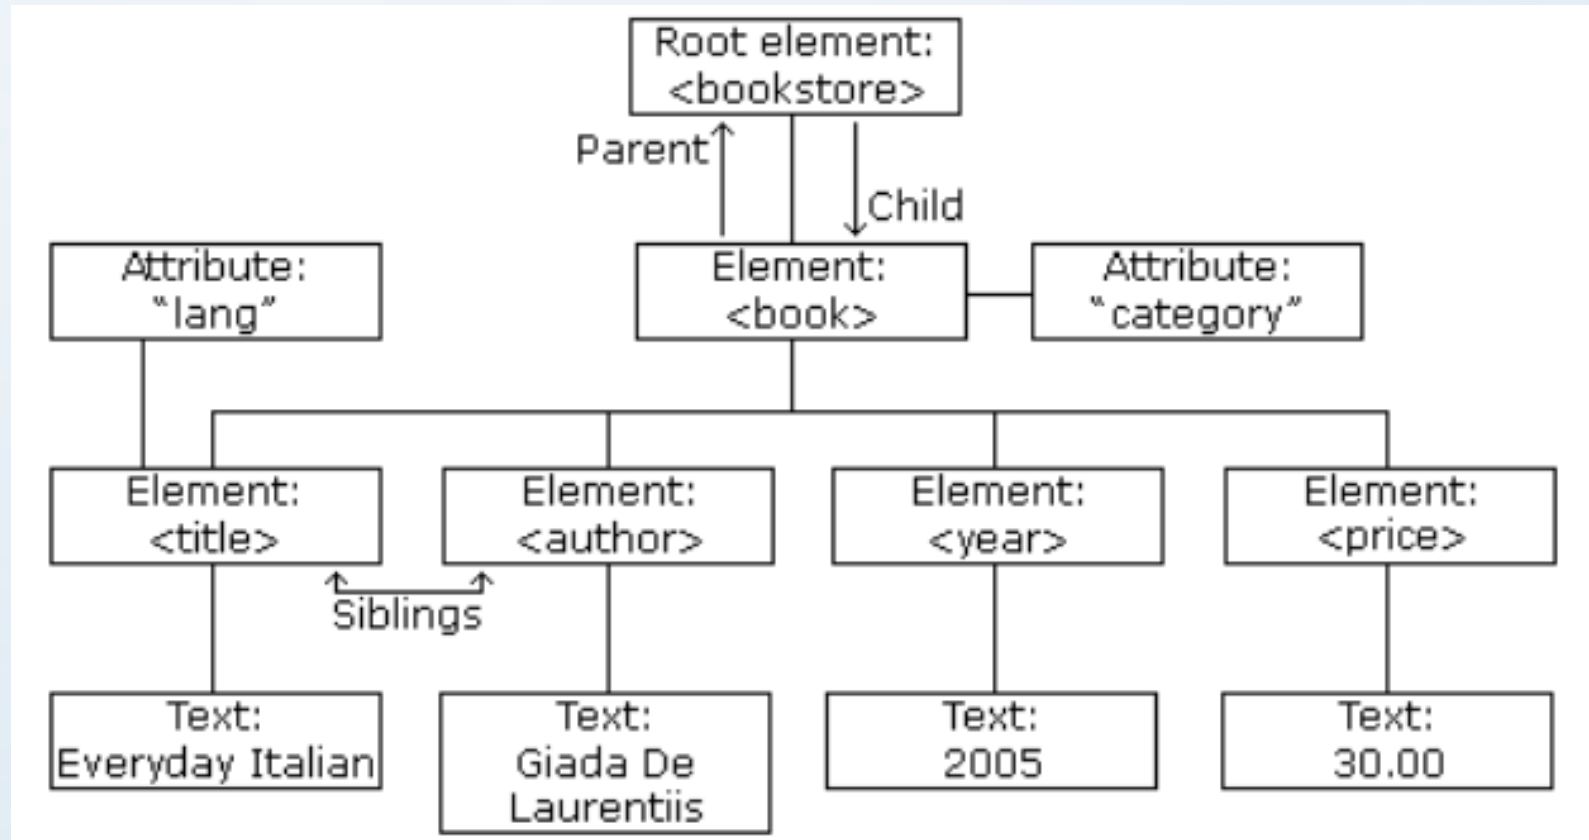 Root element:
<bookstore>
Parent
Child
Attribute:
“lang”
Element:
<book>
Attribute:
“category”
Element:
<title>
Element:
<author>
Element:
<year>
Element:
<price>
Siblings
Text:
Everyday Italian
Text:
Giada De
Laurentiis
Text:
2005
Text:
30.00